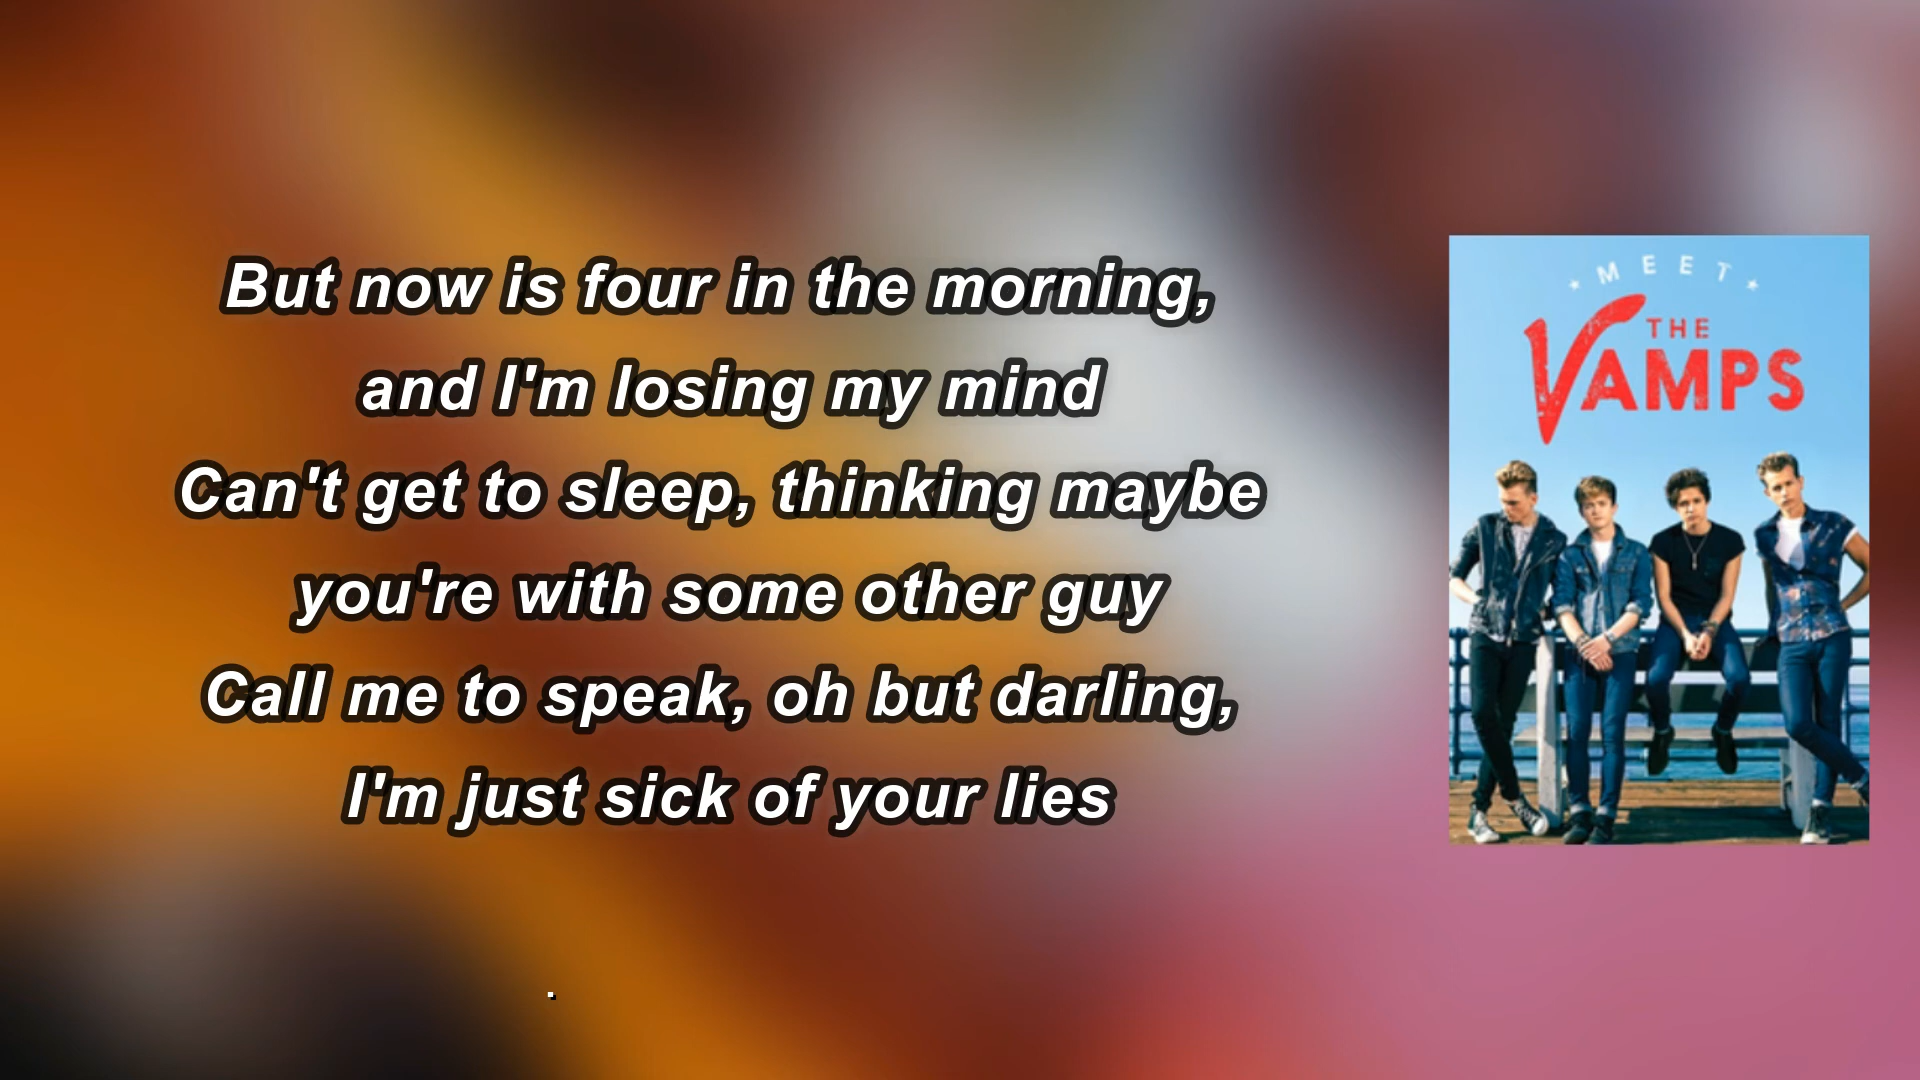 But now is four in the morning,
and I'm losing my mind
Can't get to sleep, thinking maybe
you're with some other guy
Call me to speak, oh but darling,
I'm just sick of your lies
.
MEET
THE
VAMPS